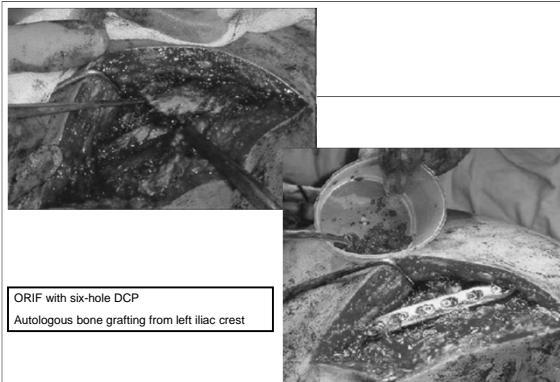 ORIF with six-hole DCP
Autologous bone grafting from left iliac crest